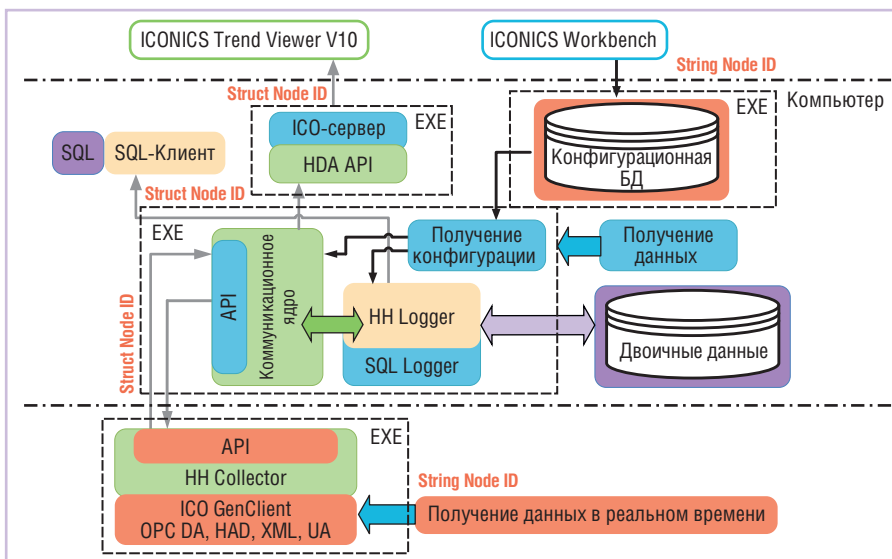 ICONICS Trend Viewer V10
ICONICS Workbench
String Node ID
Struct Node ID
EXE
Компьютер
ICO-сервер
EXE
SQL
SQL-Клиент
HDA API
Конфигурационная
БД
Struct Node ID
EXE
Получение
конфигурации
Получение
данных
API
Коммуникационное
ядро
HH Logger
SQL Logger
Двоичные данные
Struct Node ID
EXE
API
HH Collector
String Node ID
ICO GenClient
OPC DA, HAD, XML, UA
Получение данных в реальном времени